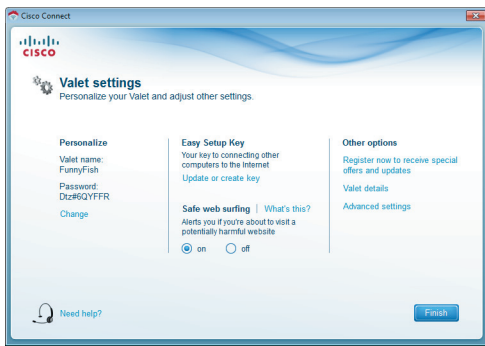 Cisco Connect
CISCO
Valet settings
Personalize your Valet and adjust other settings.
Personalize
Valet name:
FunnyFish
Password:
Dtz#6QYFFR
Change
Easy Setup Key
Your key to connecting other
computers to the Internet
Update or create key
Safe web surfing | What's this?
Alerts you if you're about to visit a
potentially harmful website
on off
Other options
Register now to receive special
offers and updates
Valet details
Advanced settings
Need help?
Finish